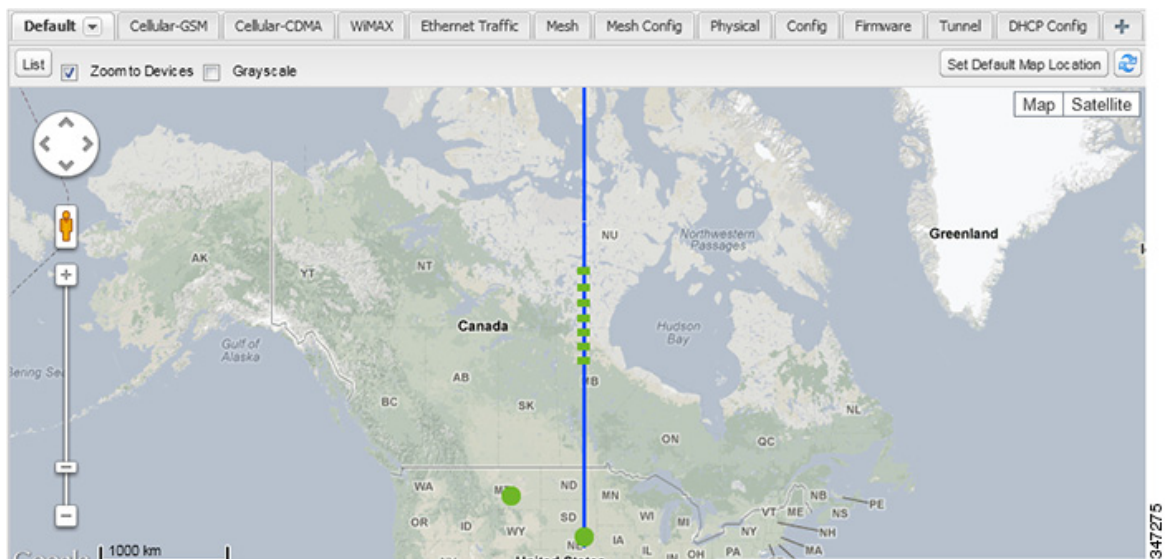 Default Cellular-GSM Cellular-CDMA WiMAX Ethernet Traffic Mesh Mesh Config Physical Config Firmware Tunnel DHCP Config +
List Zoom to Devices Grayscale Set Default Map Location
Map Satellite
NU
Northwestern
Passages
Greenland
AK
YT
NT
Canada
Hudson
Bay
Gulf of
Alaska
Bering Se
AB
MB
BC
SK
NL
ON
QC
WA
ND
MN
NB
PE
OR
ID
WY
SD
WI
MI
VT
ME
NS
NY
NH
IA
IL
OH
PA
MA
1000 km
347275